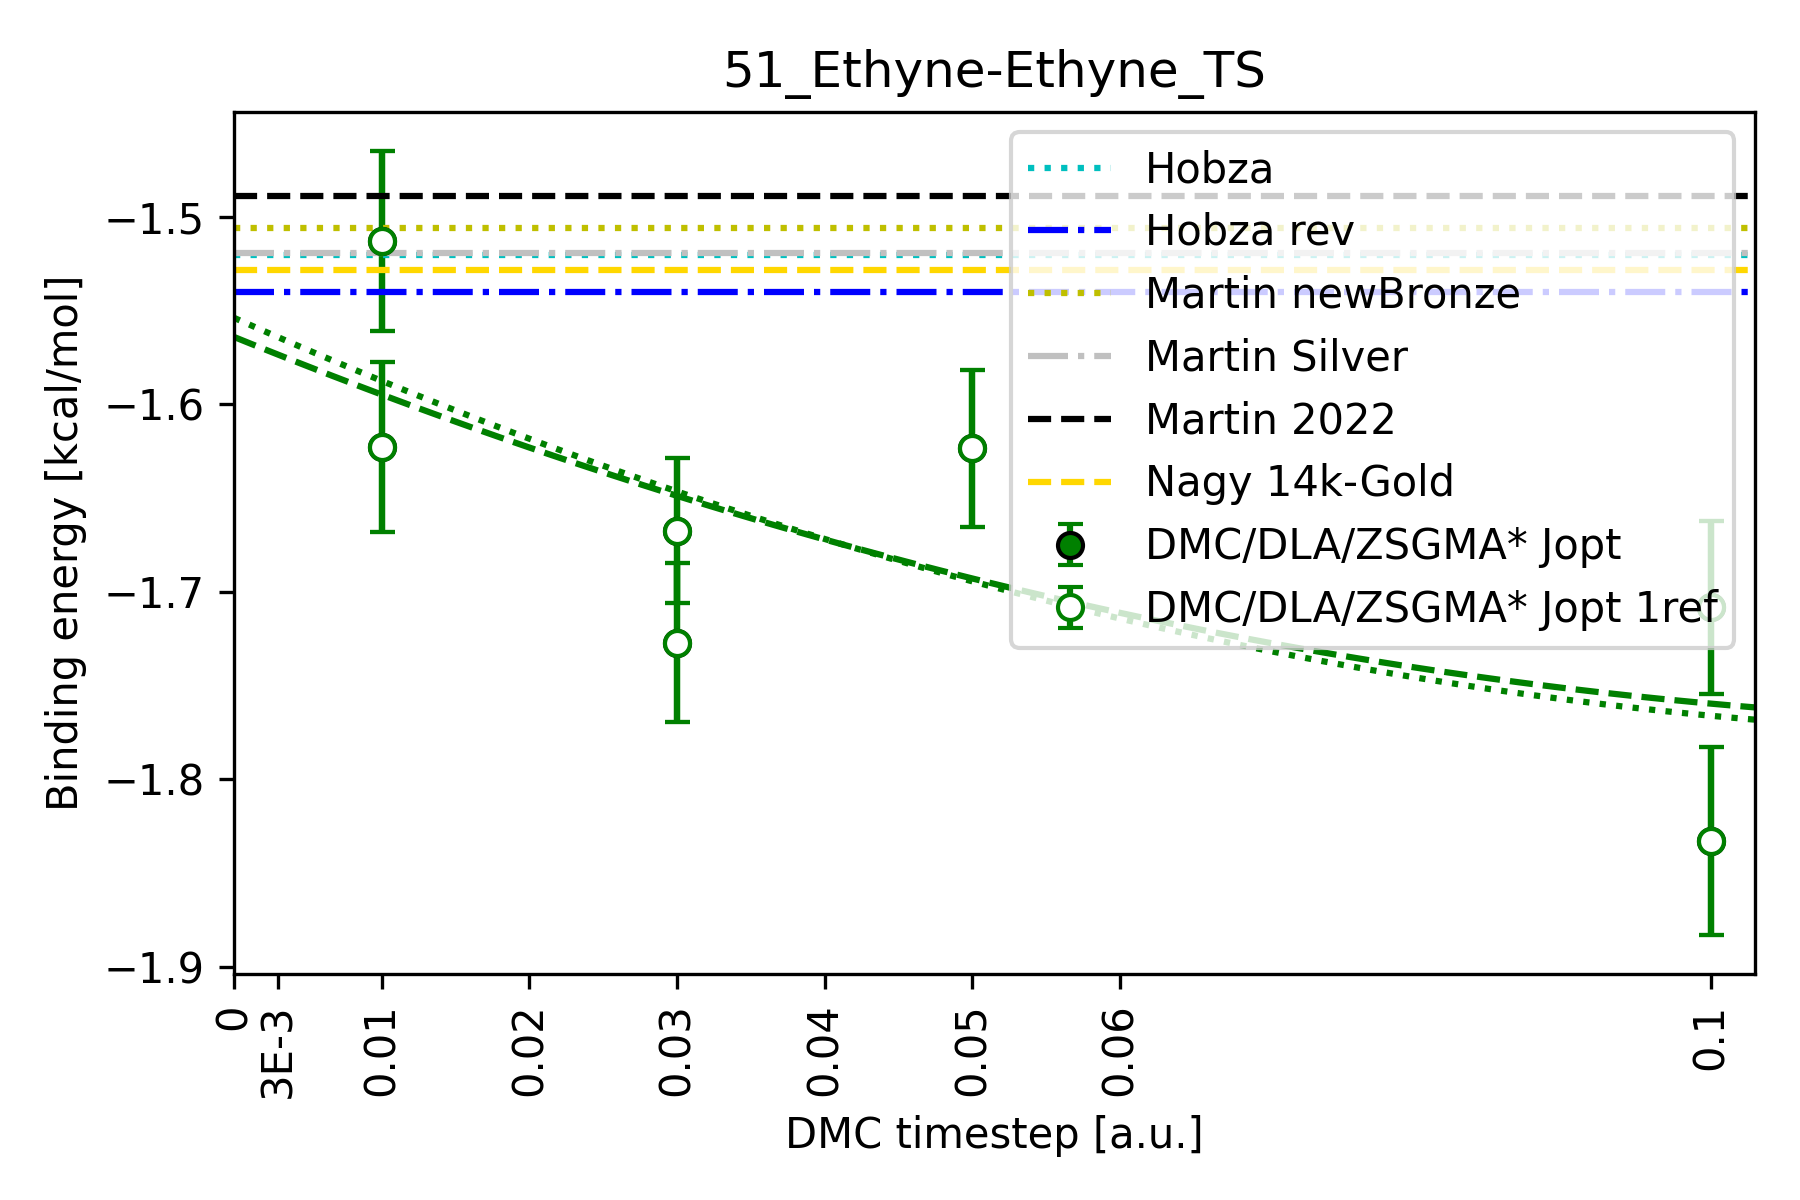 51_Ethyne-Ethyne_TS
Binding energy [kcal/mol]
−1.5
−1.6
−1.7
−1.8
−1.9
Hobza
Hobza rev
Martin newBronze
Martin Silver
Martin 2022
Nagy 14k-Gold
DMC/DLA/ZSGMA* Jopt
DMC/DLA/ZSGMA* Jopt 1ref
0
3E-3
0.01
0.02
0.03
0.04
0.05
0.06
0.1
DMC timestep [a.u.]